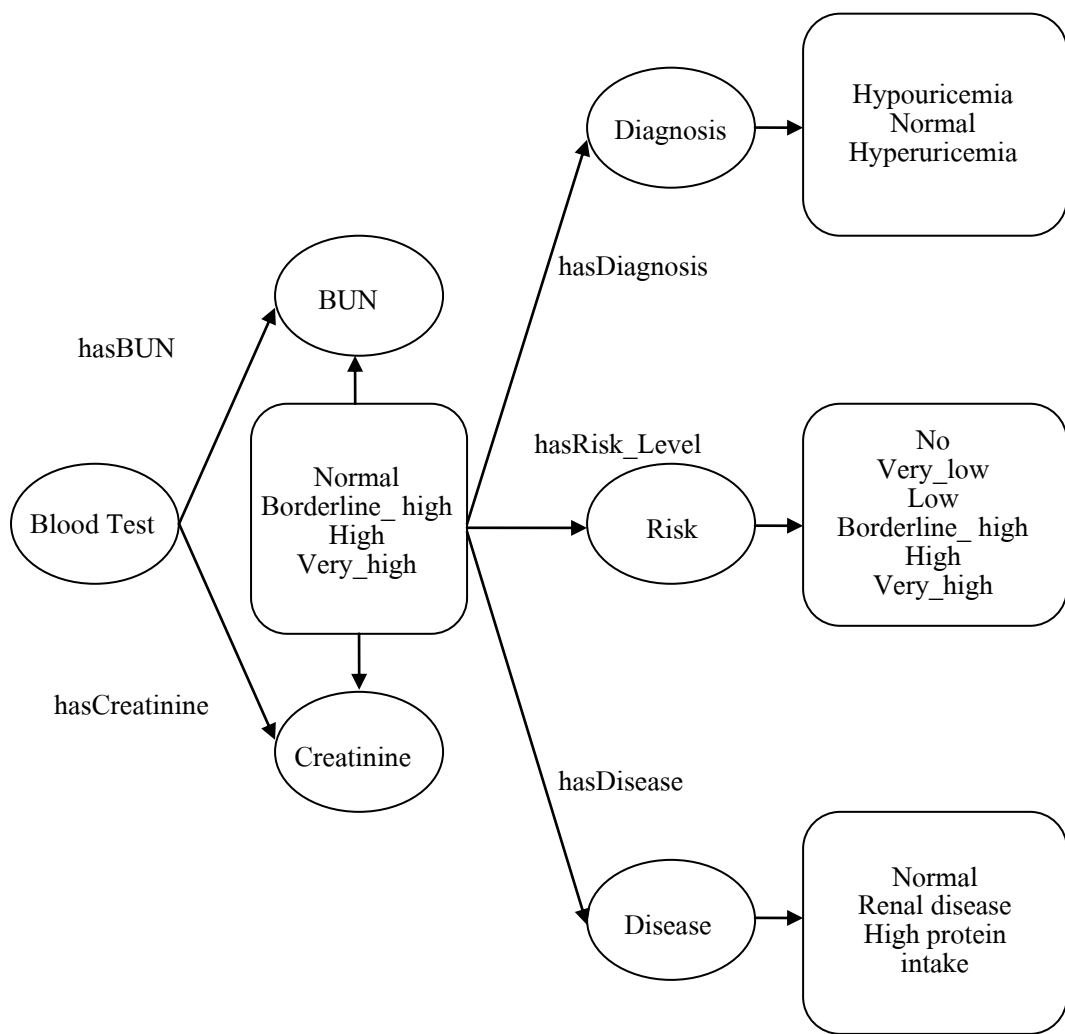 Hypouricemia
Normal
Hyperuricemia
Diagnosis
hasDiagnosis
BUN
hasBUN
hasRisk_Level
No
Very_low
Low
Borderline_ high
High
Very_high
Normal
Borderline_ high
High
Very_high
Blood Test
Risk
hasCreatinine
Creatinine
hasDisease
Normal
Renal disease
High protein
intake
Disease